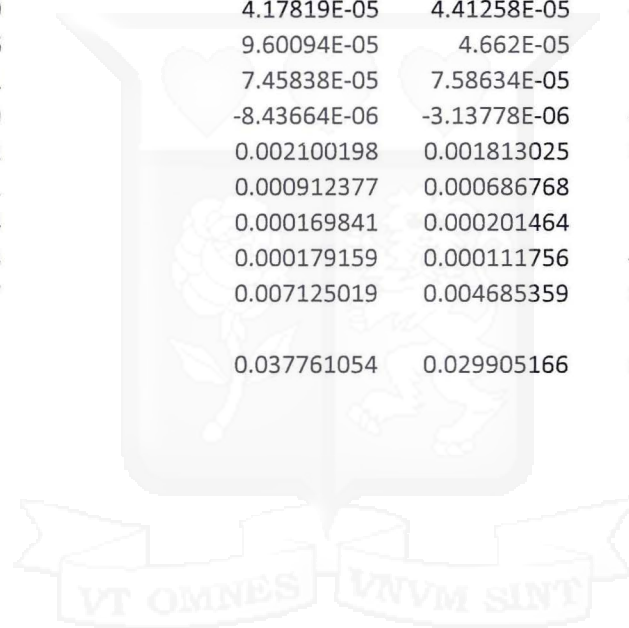 4.17819E-05 4.41258E-05
9.60094E-05 4.662E-05
7.45838E-05 7.58634E-05
-8.43664E-06 -3.13778E-06
0.002100198 0.001813025
0.000912377 0.000686768
0.000169841 0.000201464
0.000179159 0.000111756
0.007125019 0.004685359
0.037761054 0.029905166
VT OMNES VNVM SINT